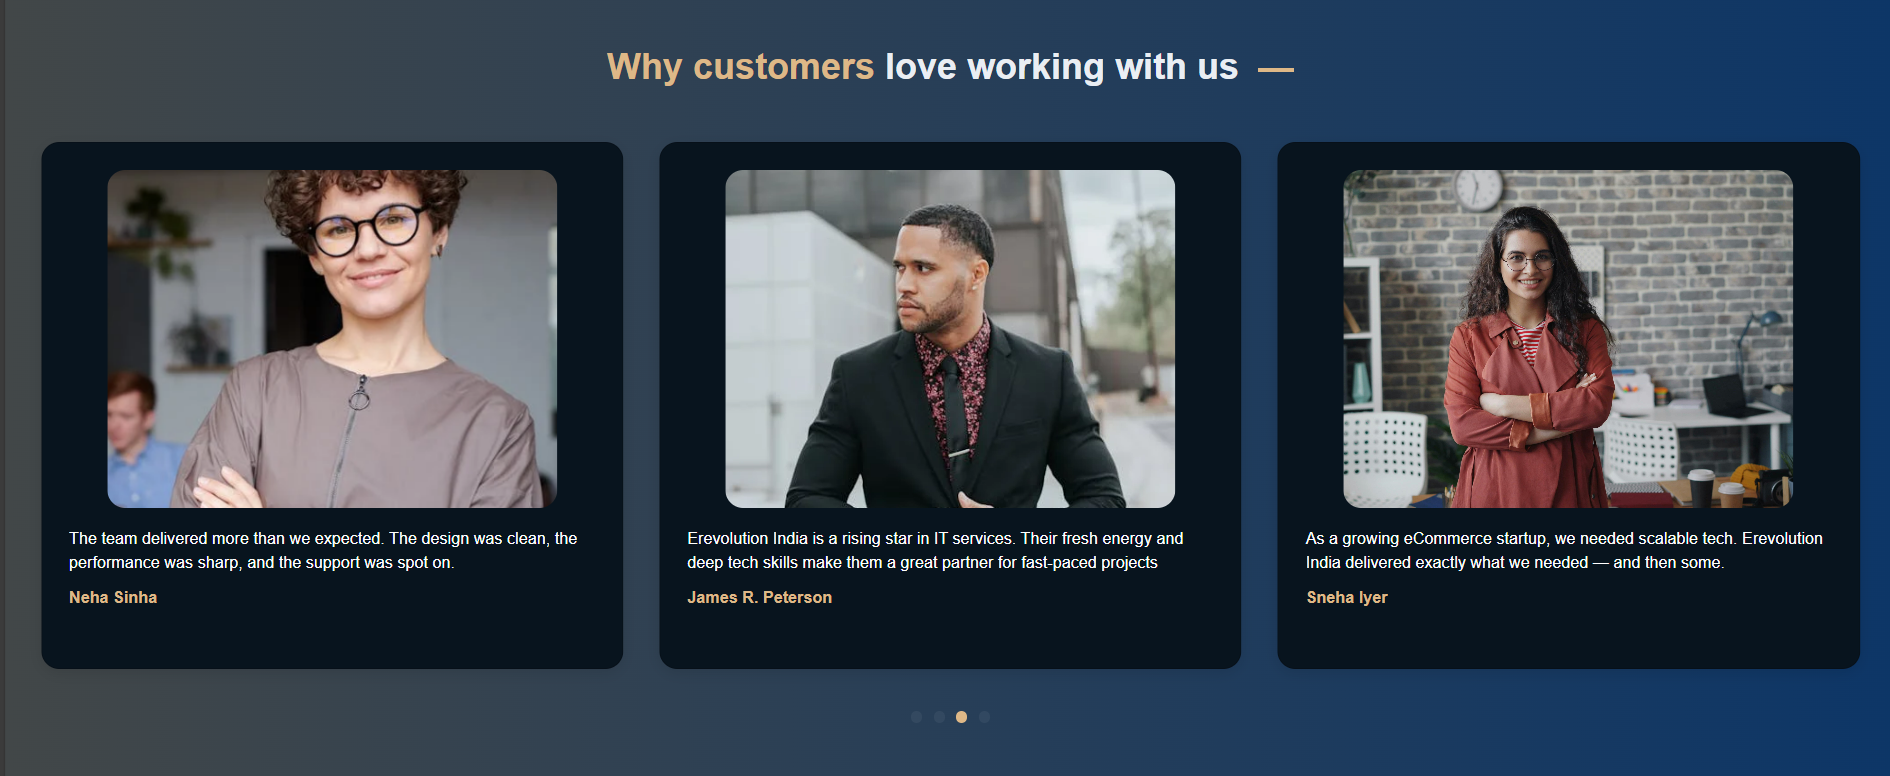 Why customers love working with us —
The team delivered more than we expected. The design was clean, the
performance was sharp, and the support was spot on.
Neha Sinha
Erevolution India is a rising star in IT services. Their fresh energy and
deep tech skills make them a great partner for fast-paced projects
James R. Peterson
As a growing eCommerce startup, we needed scalable tech. Erevolution
India delivered exactly what we needed — and then some.
Sneha Iyer